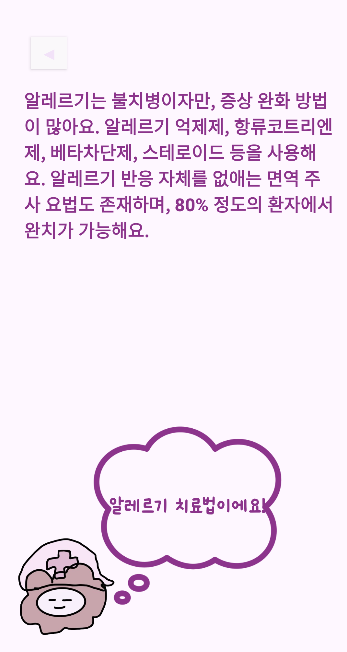 알레르기는 불치병이자만, 증상 완화 방법
이 많아요. 알레르기 억제제, 항류코트리엔
제, 베타차단제, 스테로이드 등을 사용해
요. 알레르기 반응 자체를 없애는 면역 주
사 요법도 존재하며, 80% 정도의 환자에서
완치가 가능해요.
알레르기 치료법이에요!